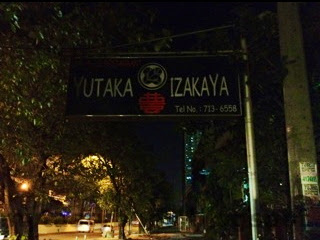 YUTAKA IZAKAYA
Tel No. : 713-6558